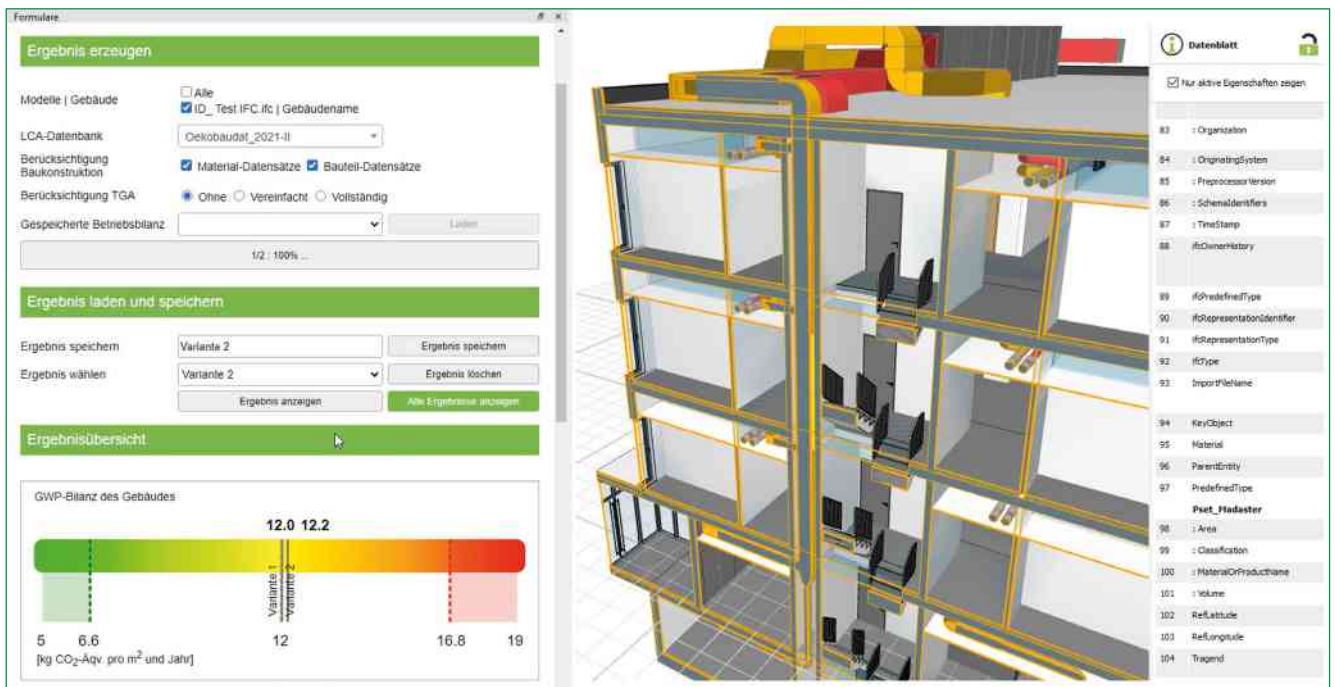 Formulare
Ergebnis erzeugen
Modelle | Gebäude
Alle
ID_ Test IFC.ifc | Gebäudename
LCA-Datenbank
Oekobaudat_2021-II
Berücksichtigung
Baukonstruktion
Material-Datensätze
Bauteil-Datensätze
Berücksichtigung TGA
Ohne
Vereinfacht
Vollständig
Gespeicherte Betriebsbilanz
Laden
1/2 : 100% ...
Ergebnis laden und speichern
Ergebnis speichern
Variante 2
Ergebnis speichern
Ergebnis wählen
Variante 2
Ergebnis löschen
Ergebnis anzeigen
Alle Ergebnisse anzeigen
Ergebnisübersicht
GWP-Bilanz des Gebäudes
12.0 12.2
Variante 1
Variante 2
5 6.6 12 16.8 19
[kg CO2-Äqv. pro m² und Jahr]
Datenblatt
Nur aktive Eigenschaften zeigen
83 : Organization
84 : OriginatingSystem
85 : PreprocessorVersion
86 : SchemaIdentifiers
87 : TimeStamp
88 ifcOwnerHistory
89 ifcPredefinedType
90 ifcRepresentationIdentifier
91 ifcRepresentationType
92 ifcType
93 ImportFileName
94 KeyObject
95 Material
96 ParentEntity
97 PredefinedType
Pset_Madaster
98 : Area
99 : Classification
100 : MaterialOrProductName
101 : Volume
102 RefLatitude
103 RefLongitude
104 Tragend